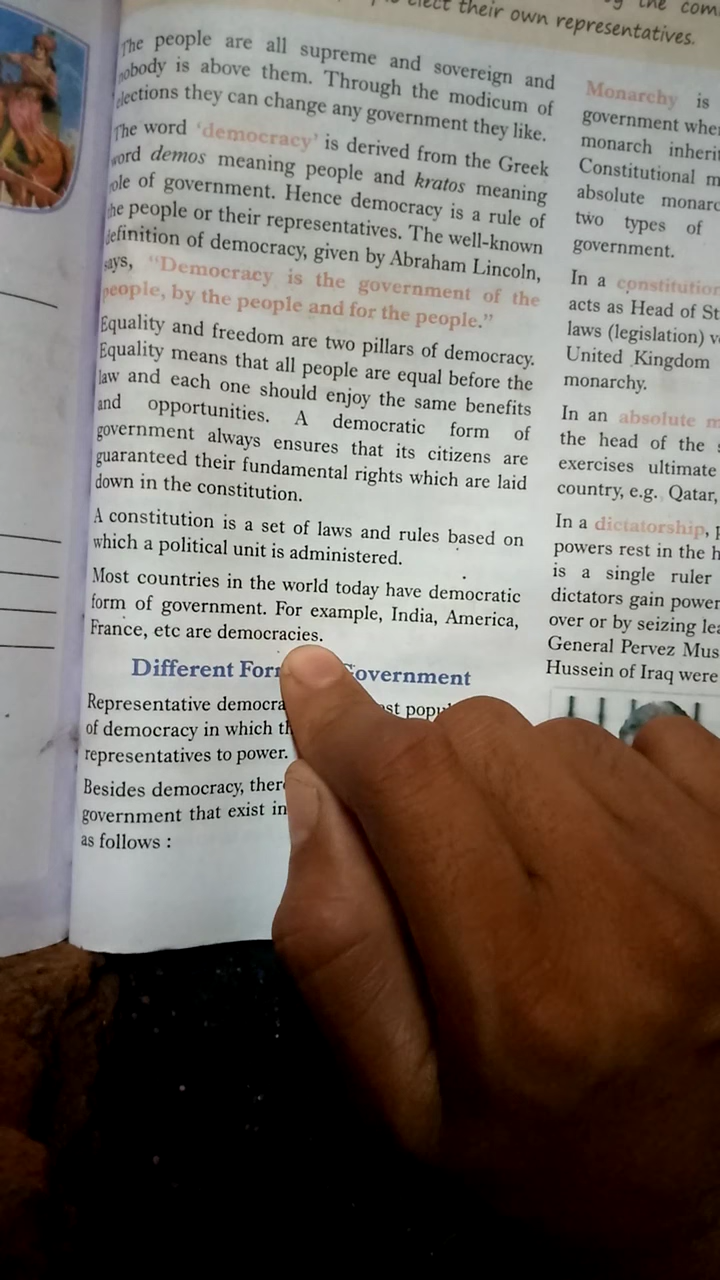 elect their own representatives.
The people are all supreme and sovereign and
nobody is above them. Through the modicum of
elections they can change any government they like.
The word 'democracy' is derived from the Greek
word demos meaning people and kratos meaning
role of government. Hence democracy is a rule of
the people or their representatives. The well-known
definition of democracy, given by Abraham Lincoln,
says, "Democracy is the government of the
people, by the people and for the people."
Equality and freedom are two pillars of democracy.
Equality means that all people are equal before the
law and each one should enjoy the same benefits
and opportunities. A democratic form of
government always ensures that its citizens are
guaranteed their fundamental rights which are laid
down in the constitution.
A constitution is a set of laws and rules based on
which a political unit is administered.
Most countries in the world today have democratic
form of government. For example, India, America,
France, etc are democracies.
Different Government
Representative
of democracy in which
representatives to power.
Besides democracy,
government that exist in
as follows :
Monarchy is
government
monarch
Constitutional
absolute
two types of
government.
In a
acts as Head of
laws (legislation)
United Kingdom
monarchy.
In an absolute
the head of the
exercises ultimate
country, e.g. Qatar,
In a dictatorship,
powers rest in the
is a single ruler
dictators gain power
over or by seizing
General Pervez
Hussein of Iraq were